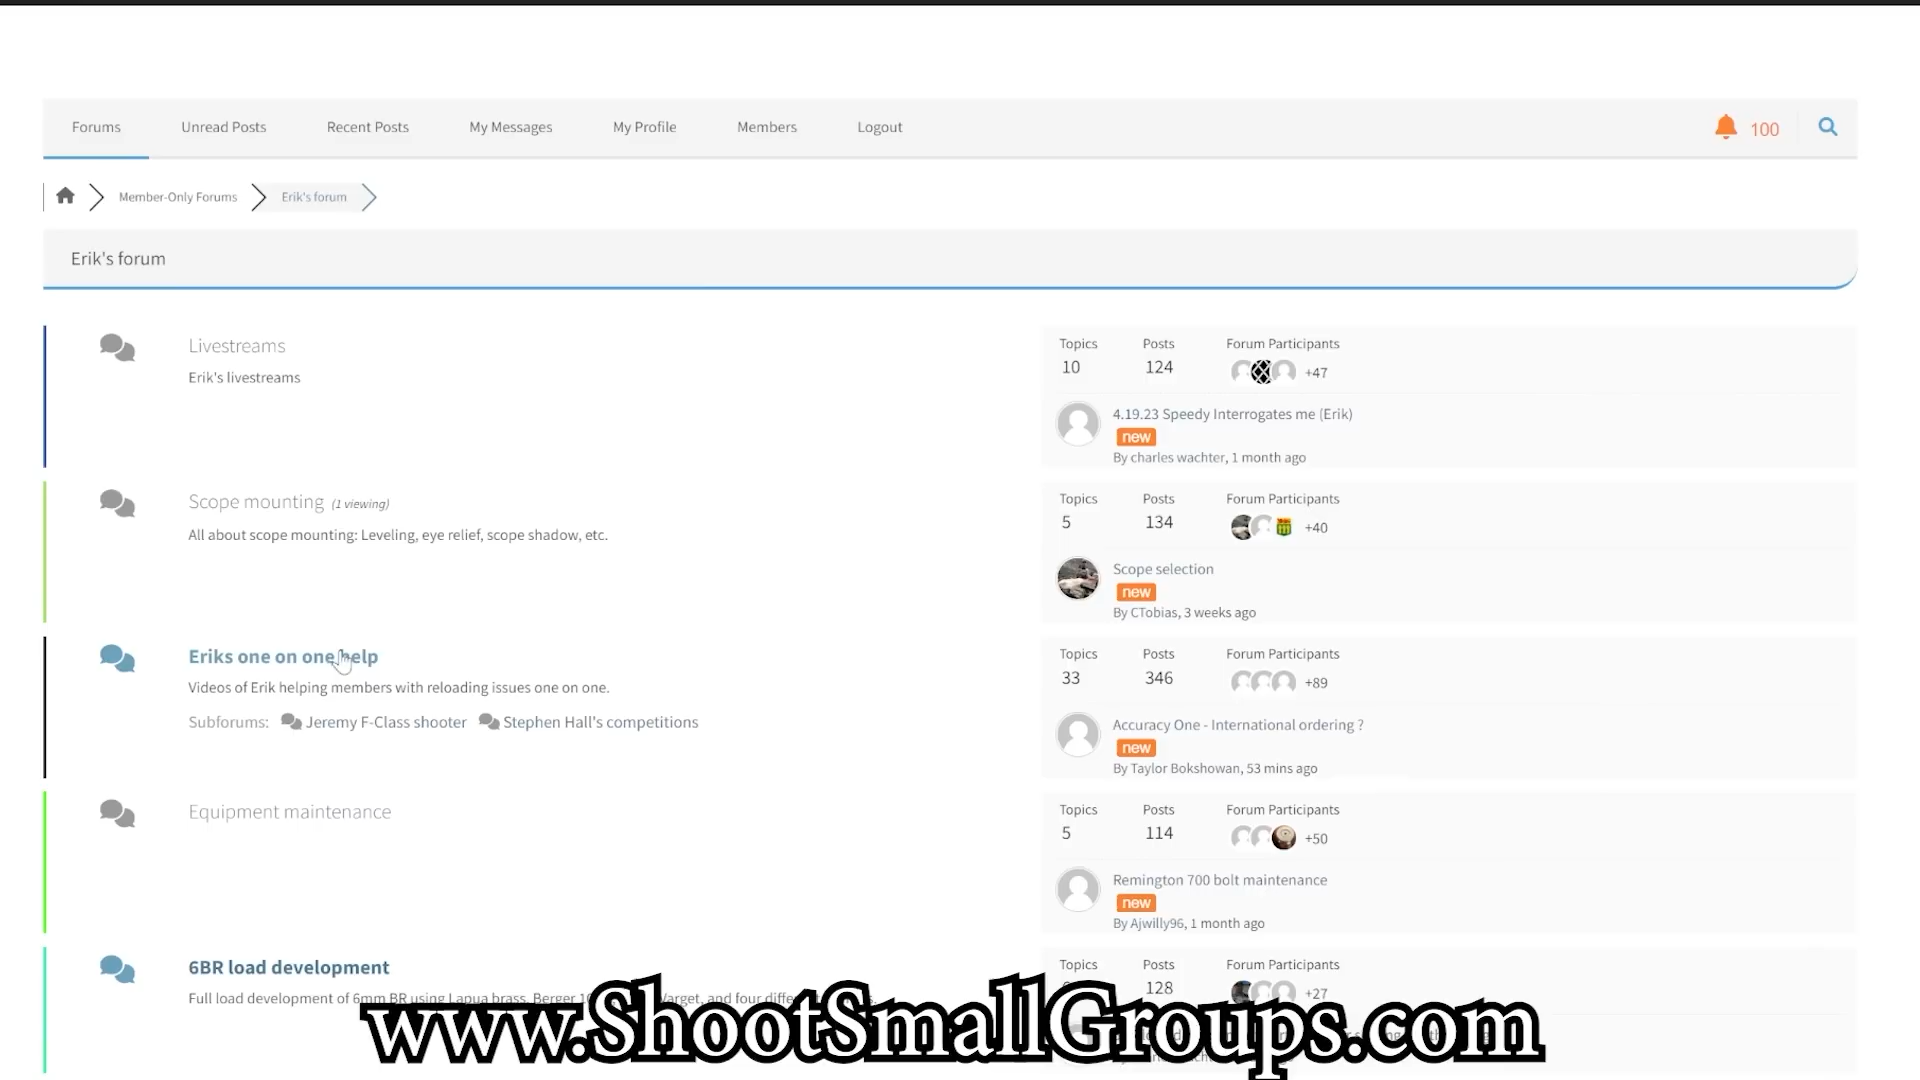 Forums Unread Posts Recent Posts My Messages My Profile Members Logout 100
Member-Only Forums Erik's forum
Erik's forum
Livestreams
Erik's livestreams
Topics Posts Forum Participants
10 124 +47
4.19.23 Speedy Interrogates me (Erik)
new
By charles wachter, 1 month ago
Scope mounting (1 viewing)
All about scope mounting: Leveling, eye relief, scope shadow, etc.
Topics Posts Forum Participants
5 134 +40
Scope selection
new
By CTobias, 3 weeks ago
Eriks one on one help
Videos of Erik helping members with reloading issues one on one.
Subforums: Jeremy F-Class shooter Stephen Hall's competitions
Topics Posts Forum Participants
33 346 +89
Accuracy One - International ordering ?
new
By Taylor Bokshowan, 53 mins ago
Equipment maintenance
Topics Posts Forum Participants
5 114 +50
Remington 700 bolt maintenance
new
By Ajwilly96, 1 month ago
6BR load development
Full load development of 6mm BR using Lapua brass, Berger
Topics Posts Forum Participants
128 +27
www.ShootSmallGroups.com